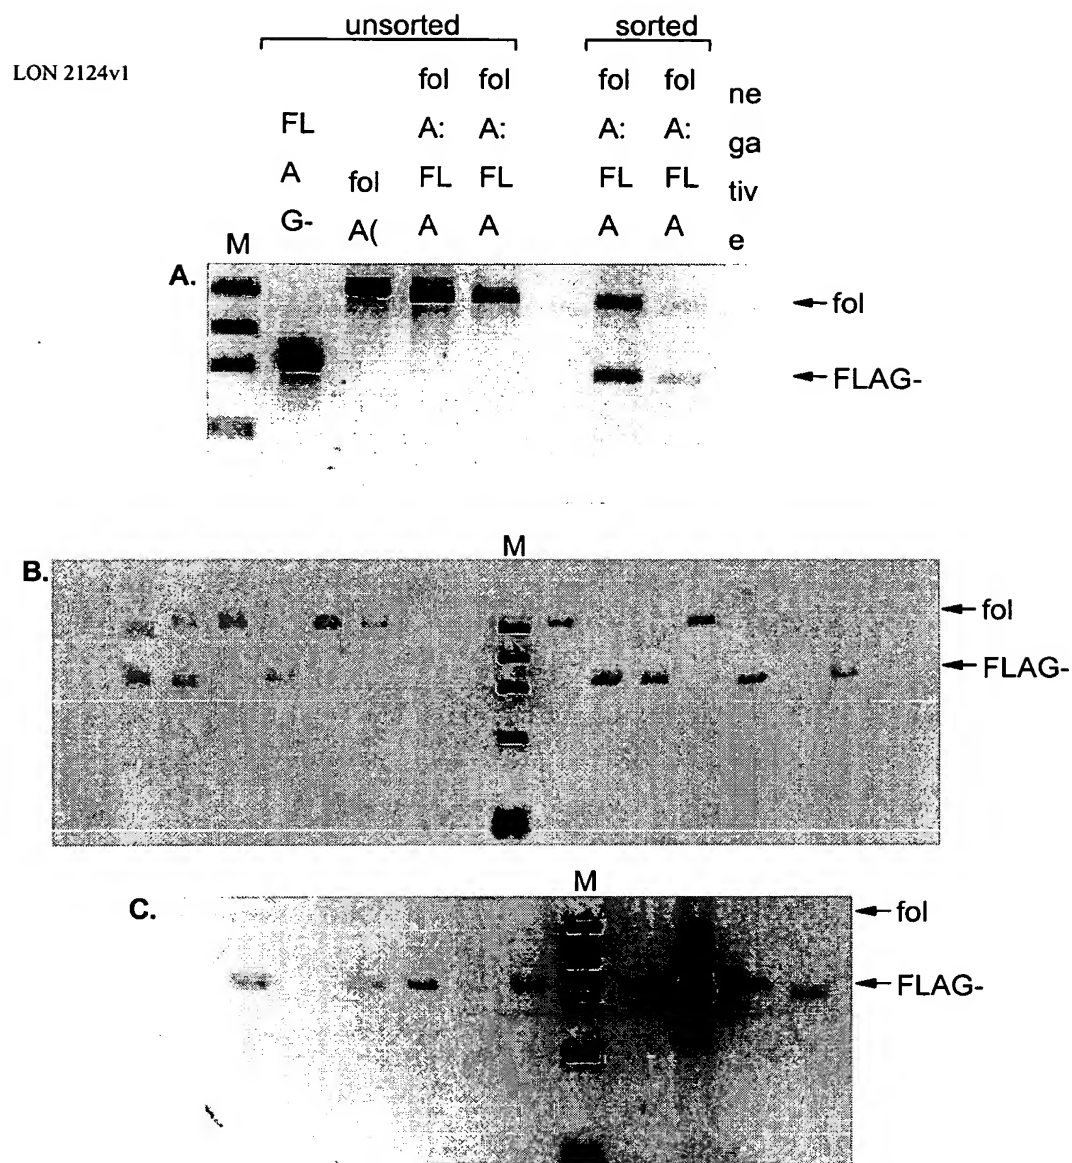 unsorted sorted
LON 2124v1
fol fol fol fol ne
FL A: A: A: A: ga
A fol FL FL FL FL tiv
G- A( A A A A e
M
A.
fol
FLAG-
M
B.
fol
FLAG-
M
C.
fol
FLAG-